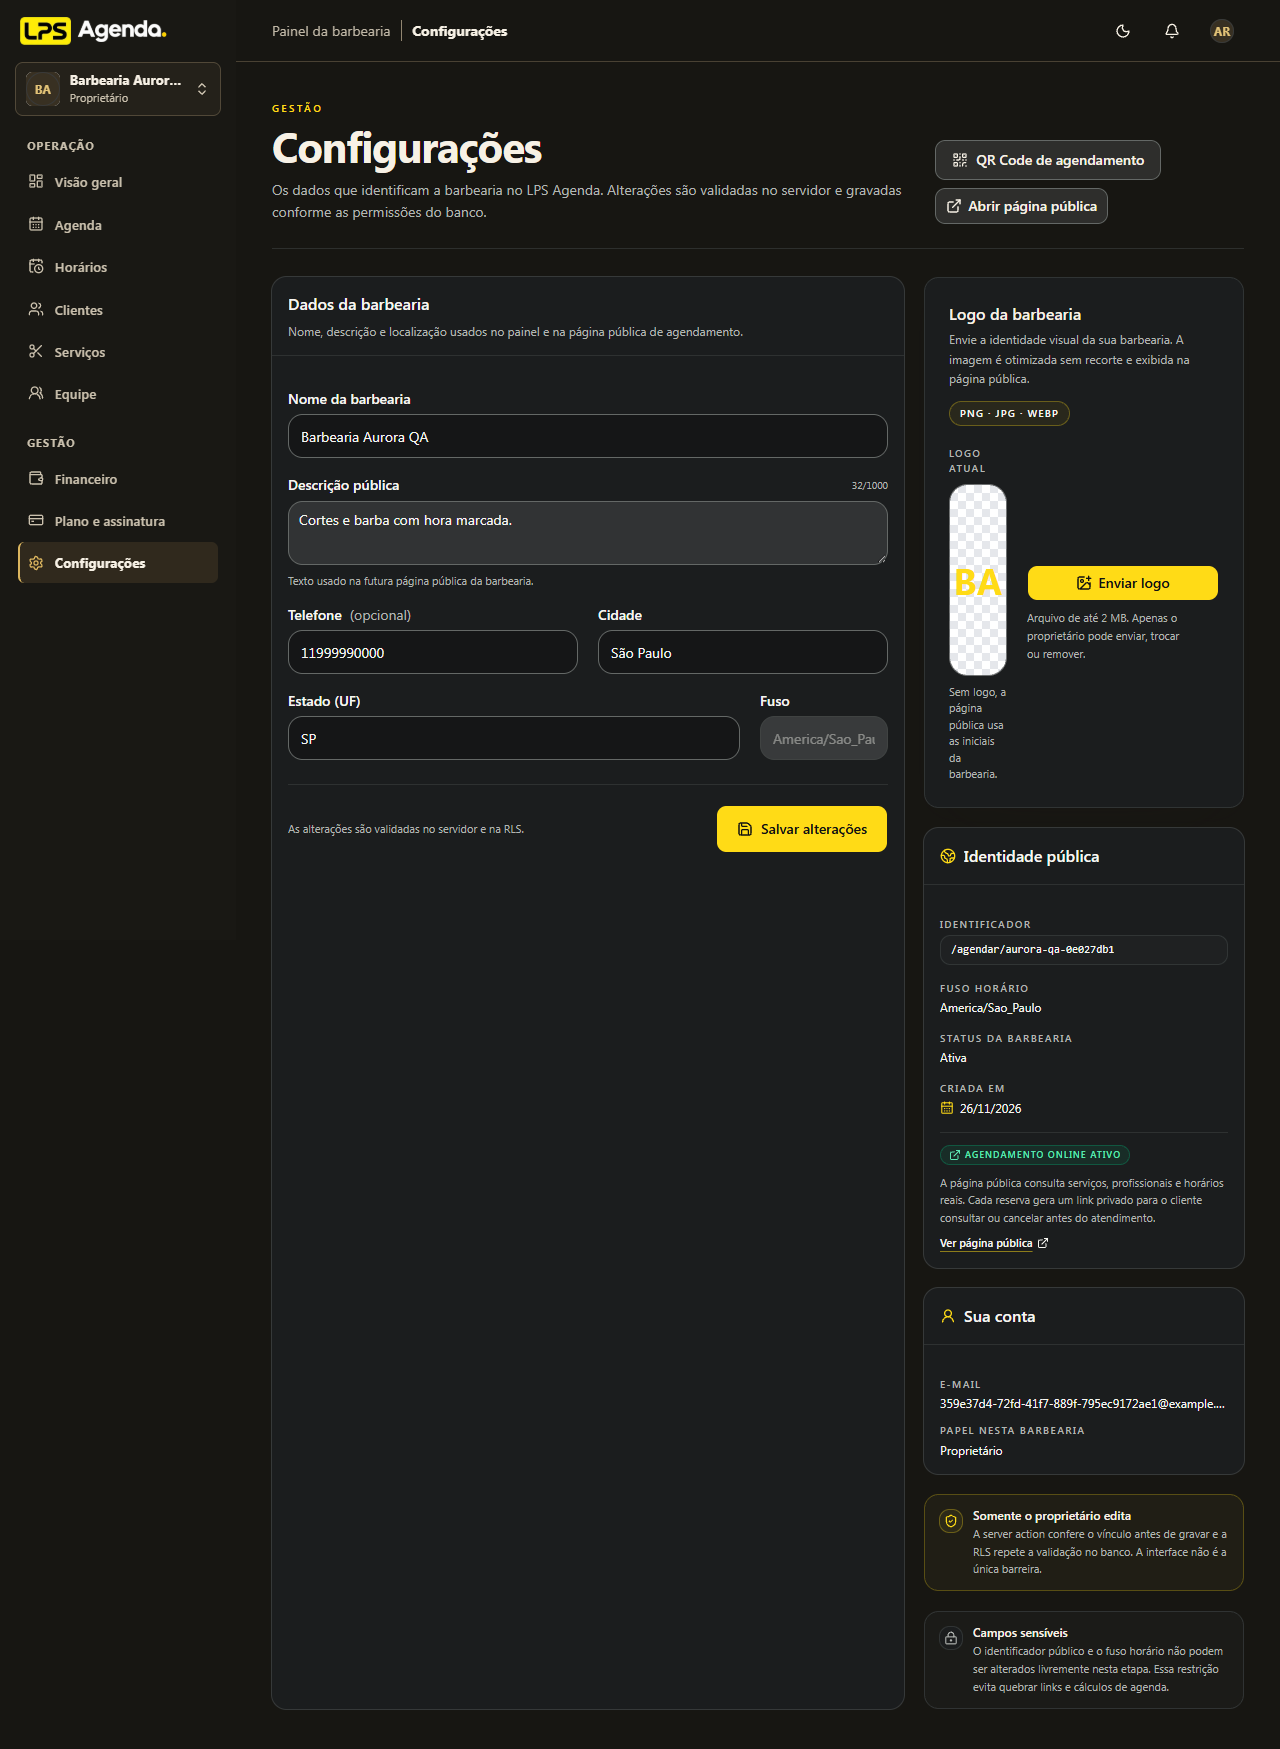 LPS Agenda.
BA
Barbearia Auror...
Proprietário
OPERAÇÃO
Visão geral
Agenda
Horários
Clientes
Serviços
Equipe
GESTÃO
Financeiro
Plano e assinatura
Configurações
Painel da barbearia
Configurações
AR
GESTÃO
Configurações
Os dados que identificam a barbearia no LPS Agenda. Alterações são validadas no servidor e gravadas
conforme as permissões do banco.
QR Code de agendamento
Abrir página pública
Dados da barbearia
Nome, descrição e localização usados no painel e na página pública de agendamento.
Nome da barbearia
Barbearia Aurora QA
Descrição pública
32/1000
Cortes e barba com hora marcada.
Texto usado na futura página pública da barbearia.
Telefone (opcional)
Cidade
11999990000
São Paulo
Estado (UF)
Fuso
SP
America/Sao_Pau
As alterações são validadas no servidor e na RLS.
Salvar alterações
Logo da barbearia
Envie a identidade visual da sua barbearia. A
imagem é otimizada sem recorte e exibida na
página pública.
PNG · JPG · WEBP
LOGO
ATUAL
BA
Enviar logo
Arquivo de até 2 MB. Apenas o
proprietário pode enviar, trocar
ou remover.
Sem logo, a
página
pública usa
as iniciais
da
barbearia.
Identidade pública
IDENTIFICADOR
/agendar/aurora-qa-0e027db1
FUSO HORÁRIO
America/Sao_Paulo
STATUS DA BARBEARIA
Ativa
CRIADA EM
26/11/2026
AGENDAMENTO ONLINE ATIVO
A página pública consulta serviços, profissionais e horários
reais. Cada reserva gera um link privado para o cliente
consultar ou cancelar antes do atendimento.
Ver página pública
Sua conta
E-MAIL
359e37d4-72fd-41f7-889f-795ec9172ae1@example....
PAPEL NESTA BARBEARIA
Proprietário
Somente o proprietário edita
A server action confere o vínculo antes de gravar e a
RLS repete a validação no banco. A interface não é a
única barreira.
Campos sensíveis
O identificador público e o fuso horário não podem
ser alterados livremente nesta etapa. Essa restrição
evita quebrar links e cálculos de agenda.